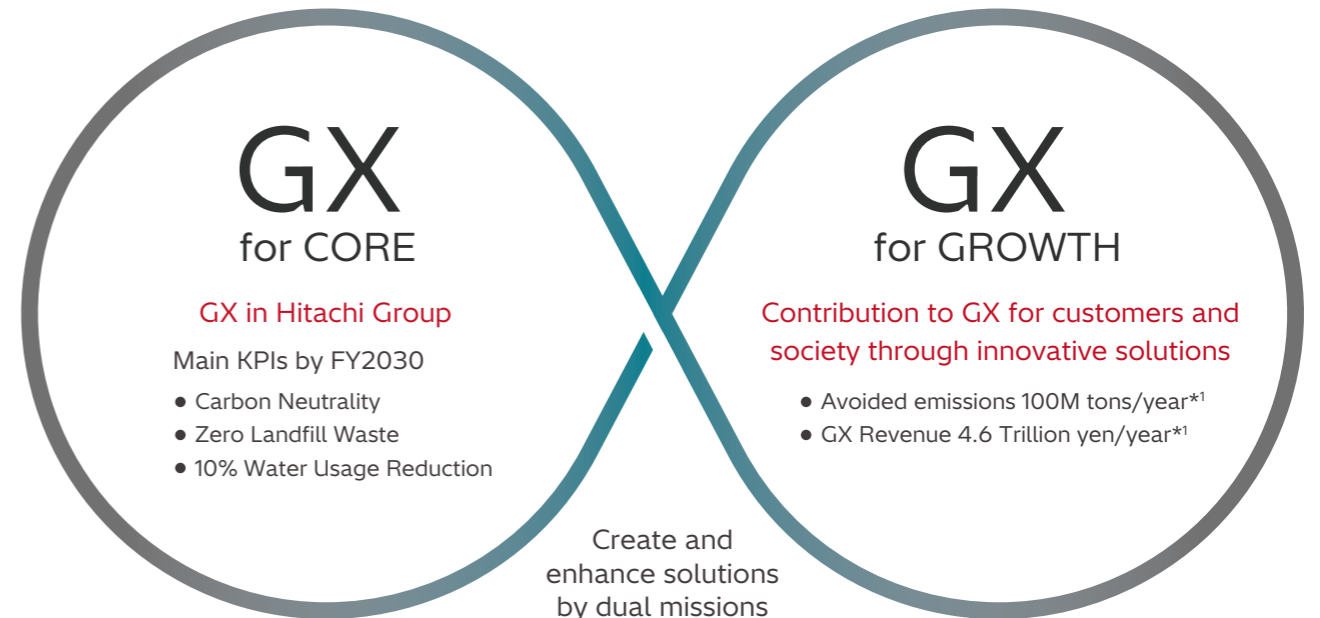 GX
for CORE
GX in Hitachi Group
Main KPIs by FY2030
● Carbon Neutrality
● Zero Landfill Waste
● 10% Water Usage Reduction
GX
for GROWTH
Contribution to GX for customers and
society through innovative solutions
● Avoided emissions 100M tons/year*¹
● GX Revenue 4.6 Trillion yen/year*¹
Create and
enhance solutions
by dual missions